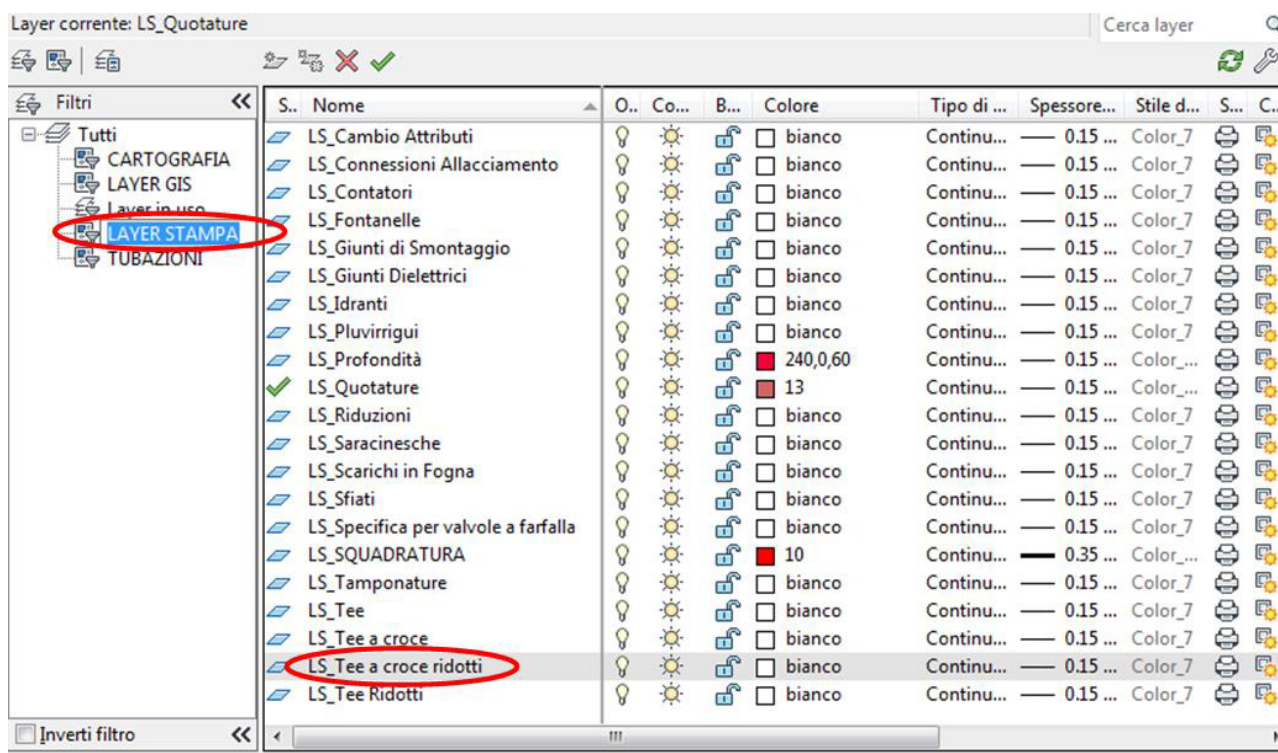 Layer corrente: LS_Quotature
Cerca layer
Filtri
Tutti
CARTOGRAFIA
LAYER GIS
Layer in uso
LAYER STAMPA
TUBAZIONI
Inverti filtro
S.. Nome O.. Co... B... Colore Tipo di ... Spessore... Stile d... S... C..
LS_Cambio Attributi bianco Continu... 0.15 ... Color_7
LS_Connessioni Allacciamento bianco Continu... 0.15 ... Color_7
LS_Contatori bianco Continu... 0.15 ... Color_7
LS_Fontanelle bianco Continu... 0.15 ... Color_7
LS_Giunti di Smontaggio bianco Continu... 0.15 ... Color_7
LS_Giunti Dielettrici bianco Continu... 0.15 ... Color_7
LS_Idranti bianco Continu... 0.15 ... Color_7
LS_Pluvirrigui bianco Continu... 0.15 ... Color_7
LS_Profondità 240,0,60 Continu... 0.15 ... Color_...
LS_Quotature 13 Continu... 0.15 ... Color_...
LS_Riduzioni bianco Continu... 0.15 ... Color_7
LS_Saracinesche bianco Continu... 0.15 ... Color_7
LS_Scarichi in Fogna bianco Continu... 0.15 ... Color_7
LS_Sfiati bianco Continu... 0.15 ... Color_7
LS_Specifica per valvole a farfalla bianco Continu... 0.15 ... Color_7
LS_SQUADRATURA 10 Continu... 0.35 ... Color_...
LS_Tamponature bianco Continu... 0.15 ... Color_7
LS_Tee bianco Continu... 0.15 ... Color_7
LS_Tee a croce bianco Continu... 0.15 ... Color_7
LS_Tee a croce ridotti bianco Continu... 0.15 ... Color_7
LS_Tee Ridotti bianco Continu... 0.15 ... Color_7